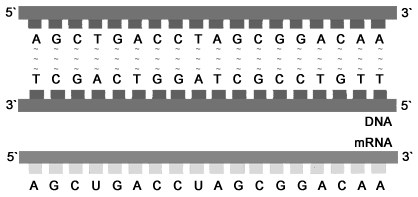 5` A G C T G A C C T A G C G G A C A A 3`
3` T C G A C T G G A T C G C C T G T T 5`
DNA
mRNA
5` A G C U G A C C U A G C G G A C A A 3`